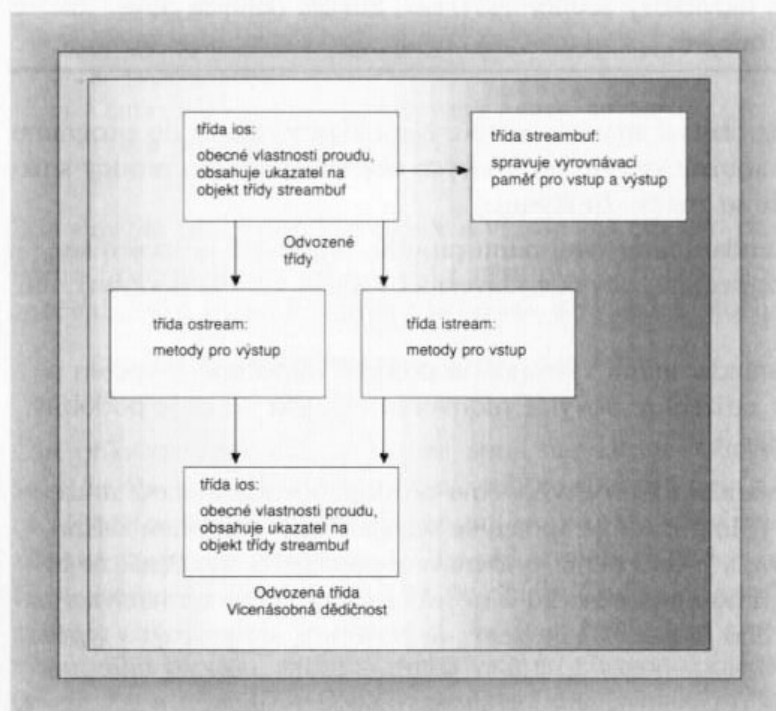 třída ios:
obecné vlastnosti proudu,
obsahuje ukazatel na
objekt třídy streambuf
třída streambuf:
spravuje vyrovnávací
paměť pro vstup a výstup
Odvozené
třídy
třída ostream:
metody pro výstup
třída istream:
metody pro vstup
třída ios:
obecné vlastnosti proudu,
obsahuje ukazatel na
objekt třídy streambuf
Odvozená třída
Vícenásobná dědičnost